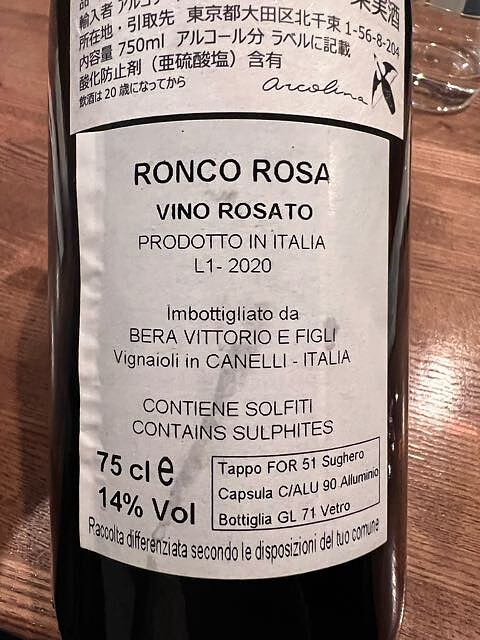 果実酒
輸入者 アルコリ
所在地・引取先 東京都大田区北千束1-56-8-204
内容量 750ml アルコール分 ラベルに記載
酸化防止剤（亜硫酸塩）含有
飲酒は20歳になってから
arcolina
RONCO ROSA
VINO ROSATO
PRODOTTO IN ITALIA
L1- 2020
Imbottigliato da
BERA VITTORIO E FIGLI
Vignaioli in CANELLI - ITALIA
CONTIENE SOLFITI
CONTAINS SULPHITES
75 cl e
14% Vol
Tappo FOR 51 Sughero
Capsula C/ALU 90 Alluminio
Bottiglia GL 71 Vetro
Raccolta differenziata secondo le disposizioni del tuo comune